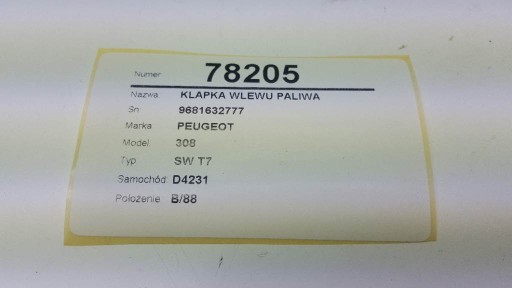 Numer 78205
Nazwa KLAPKA WLEWU PALIWA
Sn 9681632777
Marka PEUGEOT
Model 308
Typ SW T7
Samochód D4231
Położenie B/88